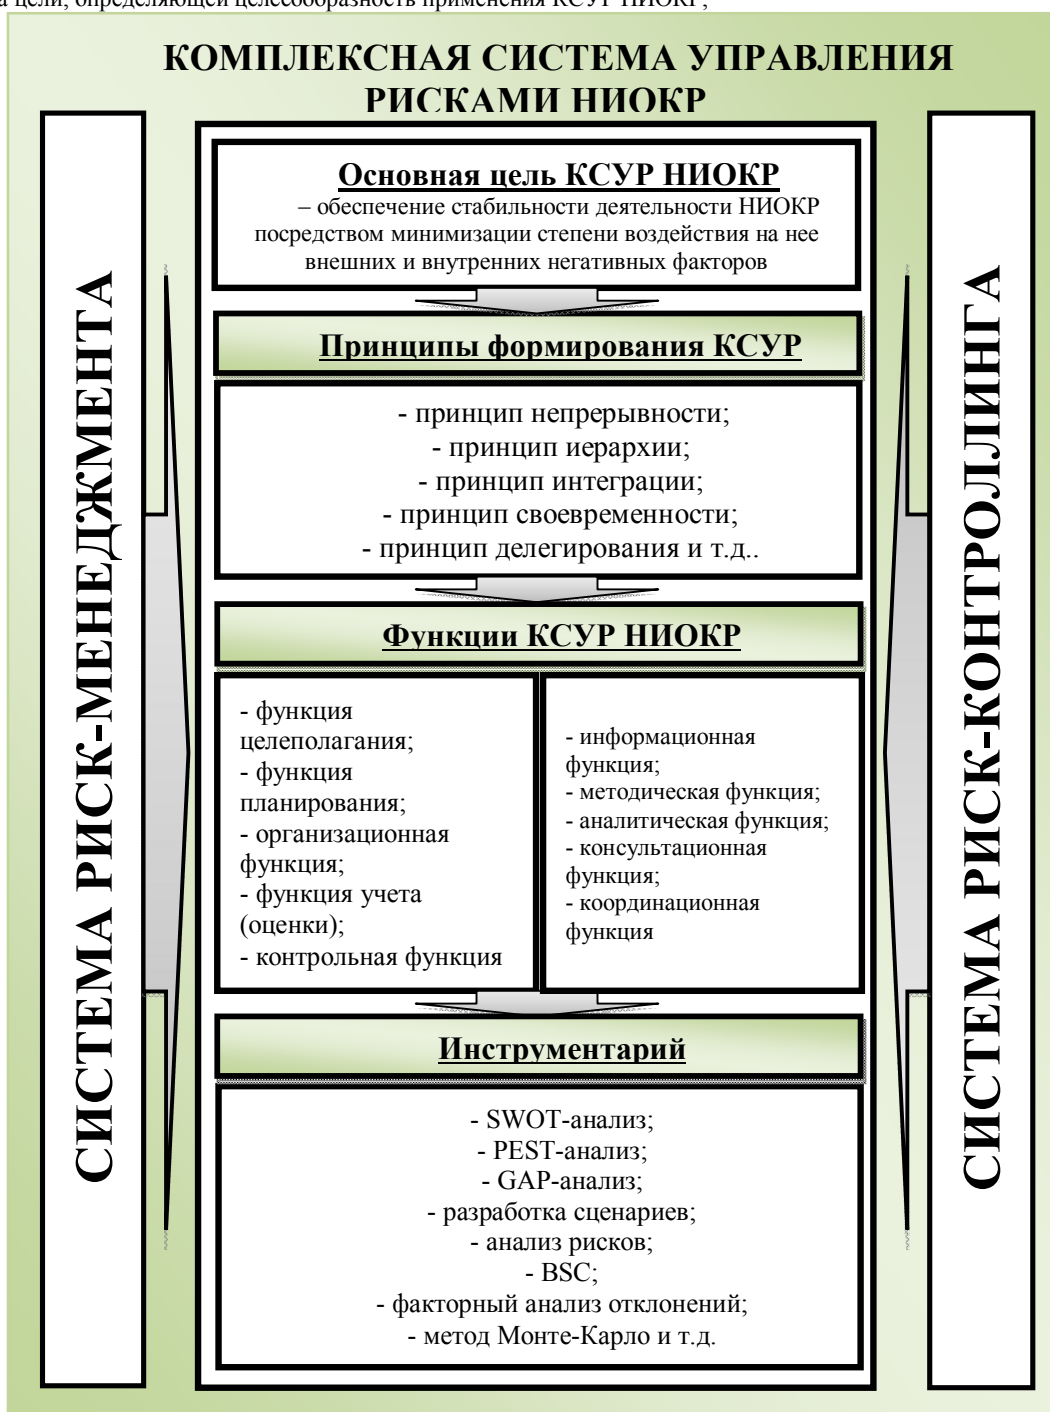 а цели, определяющей целесообразность применения КСУР НИОКР;
КОМПЛЕКСНАЯ СИСТЕМА УПРАВЛЕНИЯ
РИСКАМИ НИОКР
СИСТЕМА РИСК-МЕНЕДЖМЕНТА
Основная цель КСУР НИОКР
– обеспечение стабильности деятельности НИОКР
посредством минимизации степени воздействия на нее
внешних и внутренних негативных факторов
Принципы формирования КСУР
- принцип непрерывности;
- принцип иерархии;
- принцип интеграции;
- принцип своевременности;
- принцип делегирования и т.д..
Функции КСУР НИОКР
- функция
целеполагания;
- функция
планирования;
- организационная
функция;
- функция учета
(оценки);
- контрольная функция
- информационная
функция;
- методическая функция;
- аналитическая функция;
- консультационная
функция;
- координационная
функция
Инструментарий
- SWOT-анализ;
- PEST-анализ;
- GAP-анализ;
- разработка сценариев;
- анализ рисков;
- BSC;
- факторный анализ отклонений;
- метод Монте-Карло и т.д.
СИСТЕМА РИСК-КОНТРОЛЛИНГА